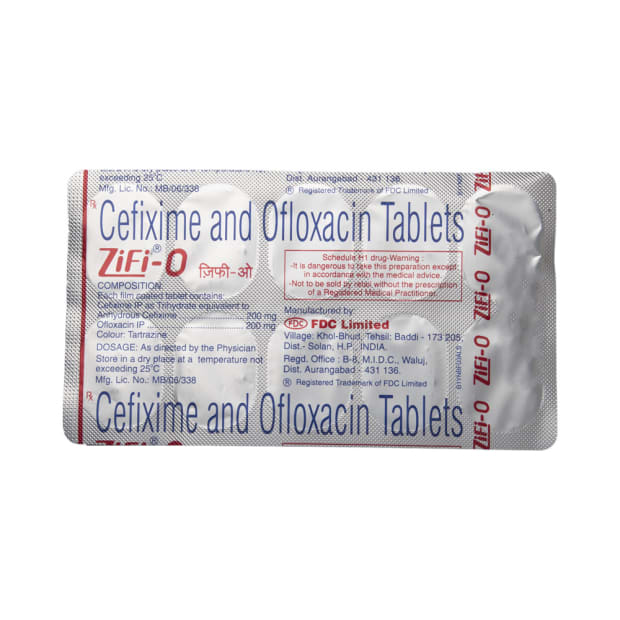 exceeding 25°C
Mfg. Lic. No.: MB/06/338
Dist. Aurangabad - 431 136.
® Registered Trademark of FDC Limited
Rx
Cefixime and Ofloxacin Tablets
ZiFi®-O ज़िफी-ओ
COMPOSITION:
Each film coated tablet contains:
Cefixime IP as Trihydrate equivalent to
Anhydrous Cefixime ........ 200 mg
Ofloxacin IP ........ 200 mg
Colour: Tartrazine.
DOSAGE: As directed by the Physician
Store in a dry place at a temperature not
exceeding 25°C
Mfg. Lic. No.: MB/06/338
Schedule H1 drug-Warning :
-It is dangerous to take this preparation except
in accordance with the medical advice.
-Not to be sold by retail without the prescription
of a Registered Medical Practitioner.
Manufactured by
FDC FDC Limited
Village: Khol-Bhud, Tehsil: Baddi - 173 205,
Dist.- Solan, H.P., INDIA.
Regd. Office : B-8, M.I.D.C., Waluj,
Dist. Aurangabad - 431 136.
® Registered Trademark of FDC Limited
Rx
Cefixime and Ofloxacin Tablets
ZiFi®-O
ZiFi-O
ZiFi-O
ZiFi-O
ZiFi-O